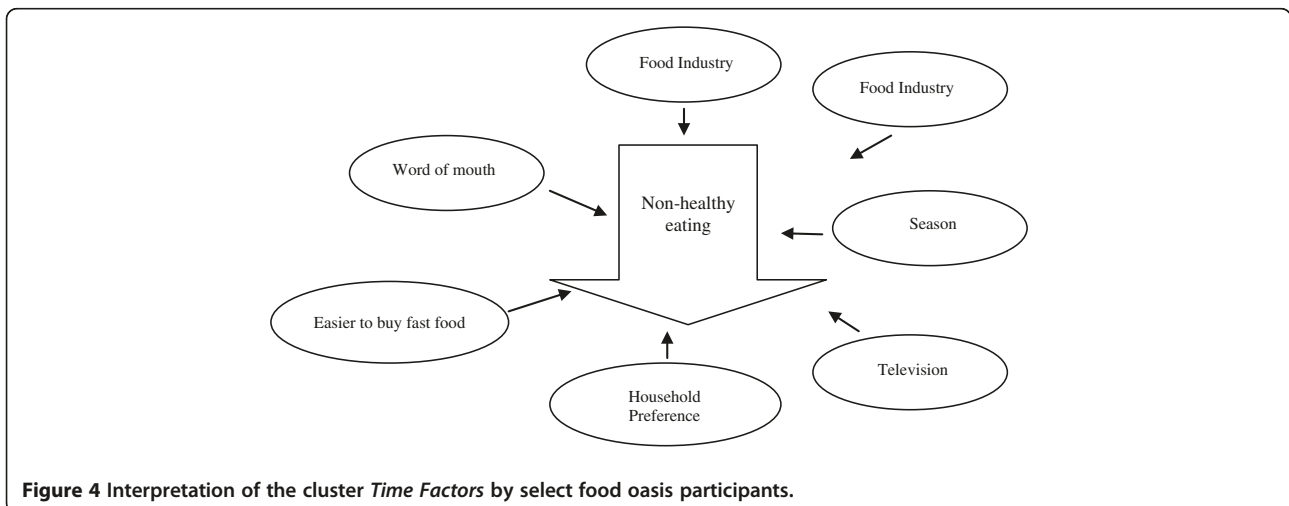 Food Industry
Food Industry
Word of mouth
Non-healthy
eating
Season
Easier to buy fast food
Television
Household
Preference
Figure 4 Interpretation of the cluster Time Factors by select food oasis participants.